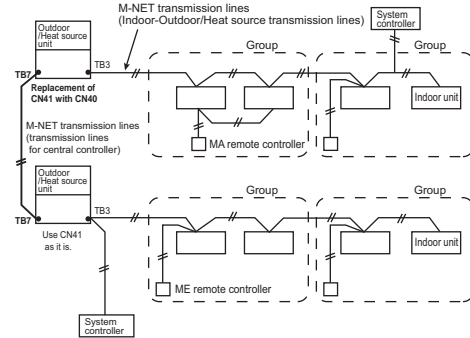 M-NET transmission lines
(Indoor-Outdoor/Heat source transmission lines)
System
controller
Outdoor
/Heat source
unit
Group
Group
TB7
TB3
Replacement of
CN41 with CN40
Indoor unit
MA remote controller
M-NET transmission lines
(transmission lines
for central controller)
Outdoor
/Heat source
unit
Group
Group
TB7
TB3
Use CN41
as it is.
Indoor unit
ME remote controller
System
controller